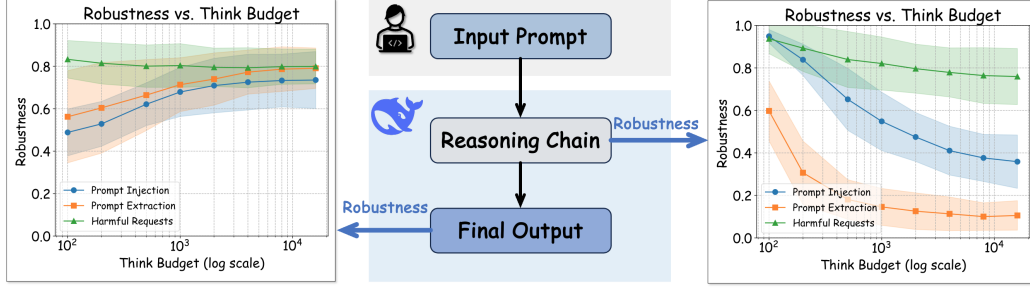 Robustness vs. Think Budget
Robustness
1.0
0.8
0.6
0.4
0.2
0.0
Prompt Injection
Prompt Extraction
Harmful Requests
10²
10³
10⁴
Think Budget (log scale)
Input Prompt
</>
Reasoning Chain
Robustness
Robustness
Final Output
Robustness vs. Think Budget
Robustness
1.0
0.8
0.6
0.4
0.2
0.0
Prompt Injection
Prompt Extraction
Harmful Requests
10²
10³
10⁴
Think Budget (log scale)